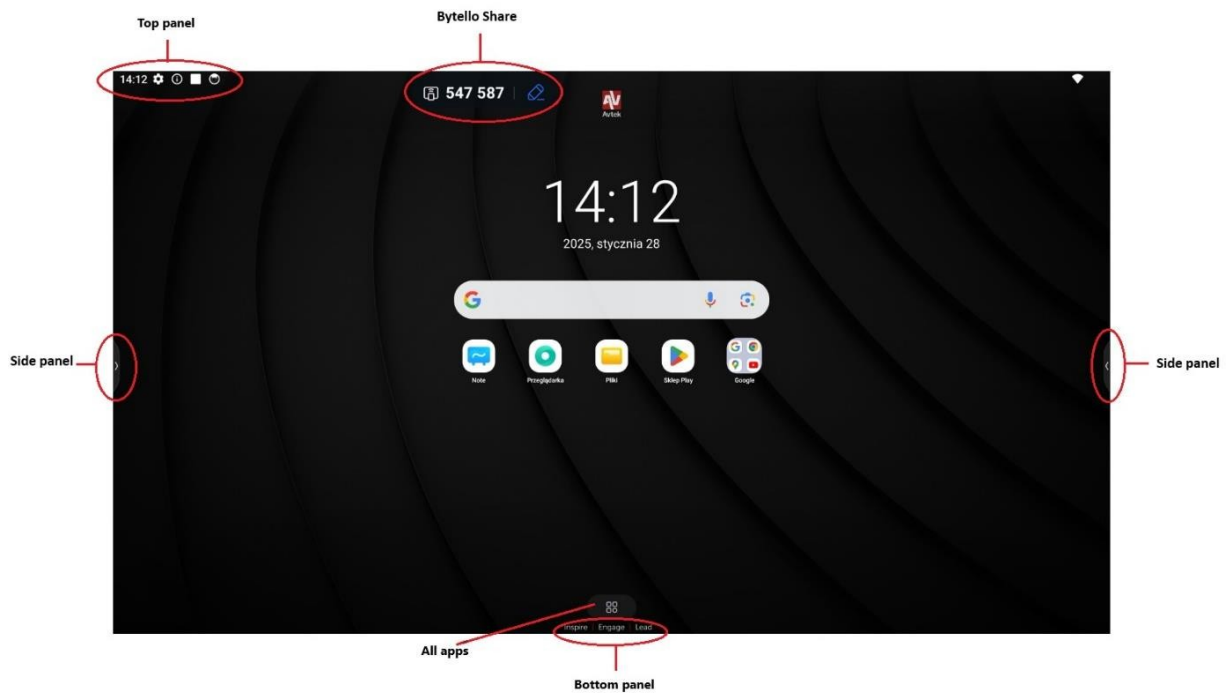 Bytello Share
Top panel
14:12
547 587
AV
Avtek
14:12
2025, stycznia 28
Note
Przeglądarka
Pliki
Sklep Play
Google
Side panel
Side panel
Inspire | Engage | Lead
All apps
Bottom panel